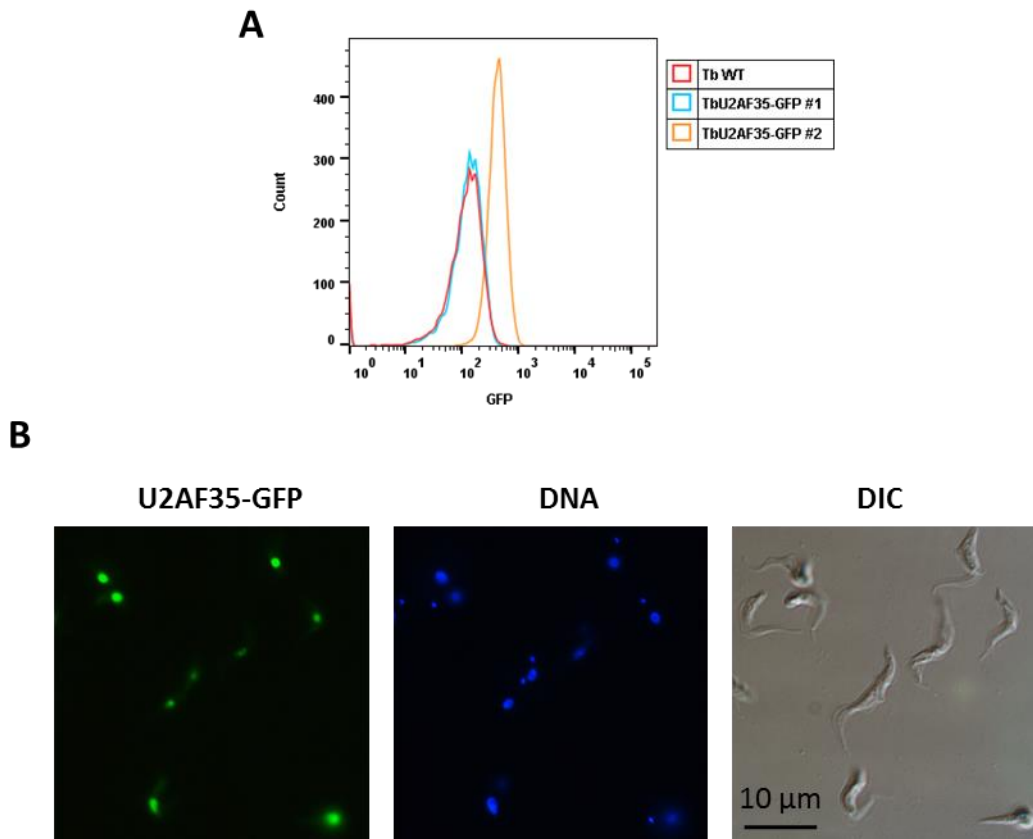 A
Tb WT
TbU2AF35-GFP #1
TbU2AF35-GFP #2
Count
400
300
200
100
0
10^0 10^1 10^2 10^3 10^4 10^5
GFP
B
U2AF35-GFP DNA DIC
10 µm